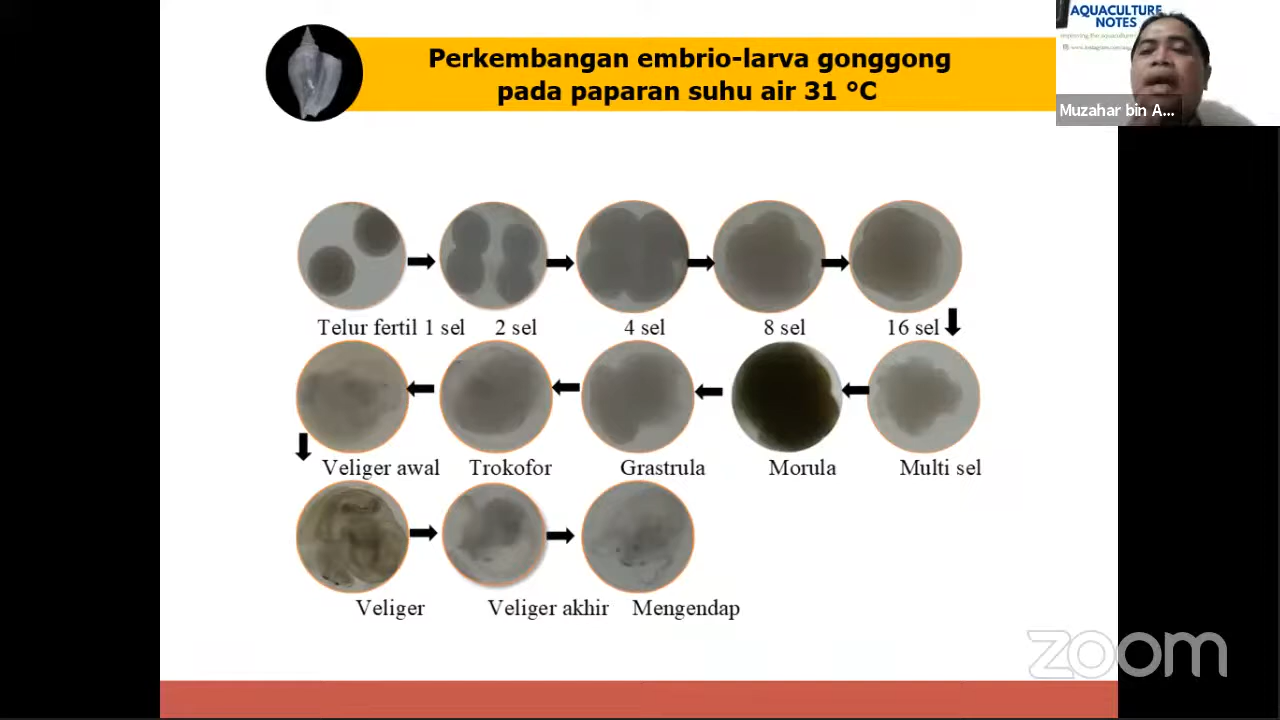 AQUACULTURE
NOTES
Perkembangan embrio-larva gonggong
pada paparan suhu air 31 °C
Muzahar bin A...
Telur fertil 1 sel
2 sel
4 sel
8 sel
16 sel
Veliger awal
Trokofor
Grastrula
Morula
Multi sel
Veliger
Veliger akhir
Mengendap
zoom